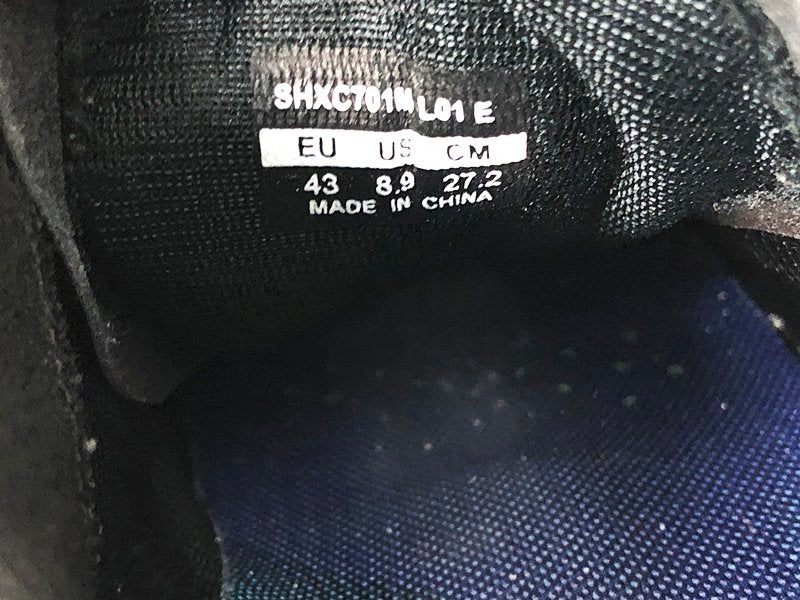 SHXC701M L01 E
EU US CM
43 8.9 27.2
MADE IN CHINA